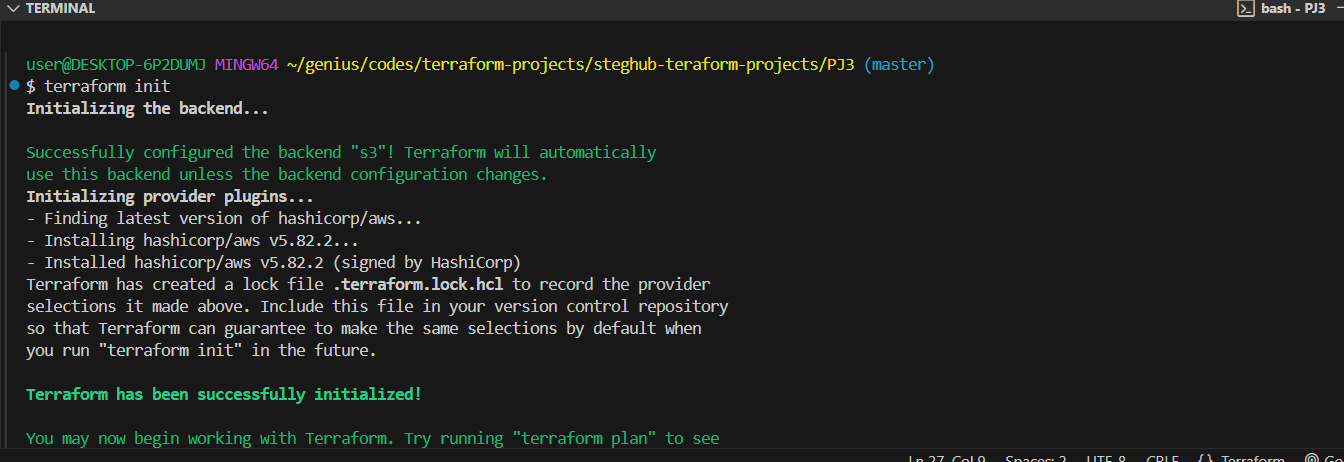 TERMINAL
bash - PJ3
user@DESKTOP-6P2DUMJ MINGW64 ~/genius/codes/terraform-projects/steghub-teraform-projects/PJ3 (master)
$ terraform init
Initializing the backend...
Successfully configured the backend "s3"! Terraform will automatically
use this backend unless the backend configuration changes.
Initializing provider plugins...
- Finding latest version of hashicorp/aws...
- Installing hashicorp/aws v5.82.2...
- Installed hashicorp/aws v5.82.2 (signed by HashiCorp)
Terraform has created a lock file .terraform.lock.hcl to record the provider
selections it made above. Include this file in your version control repository
so that Terraform can guarantee to make the same selections by default when
you run "terraform init" in the future.
Terraform has been successfully initialized!
You may now begin working with Terraform. Try running "terraform plan" to see
Ln 27, Col 9 Spaces: 2 UTF-8 CRLF {} Terraform Go